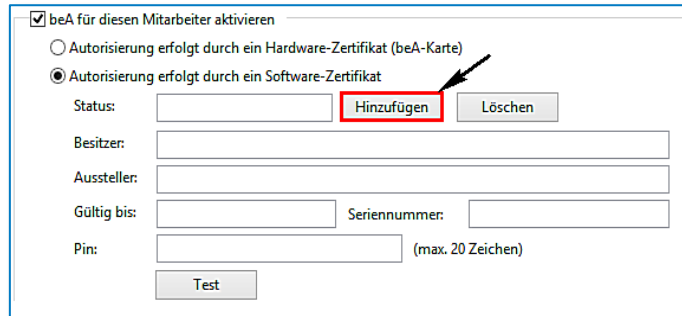 beA für diesen Mitarbeiter aktivieren
Autorisierung erfolgt durch ein Hardware-Zertifikat (beA-Karte)
Autorisierung erfolgt durch ein Software-Zertifikat
Status: Hinzufügen Löschen
Besitzer:
Aussteller:
Gültig bis: Seriennummer:
Pin: (max. 20 Zeichen)
Test